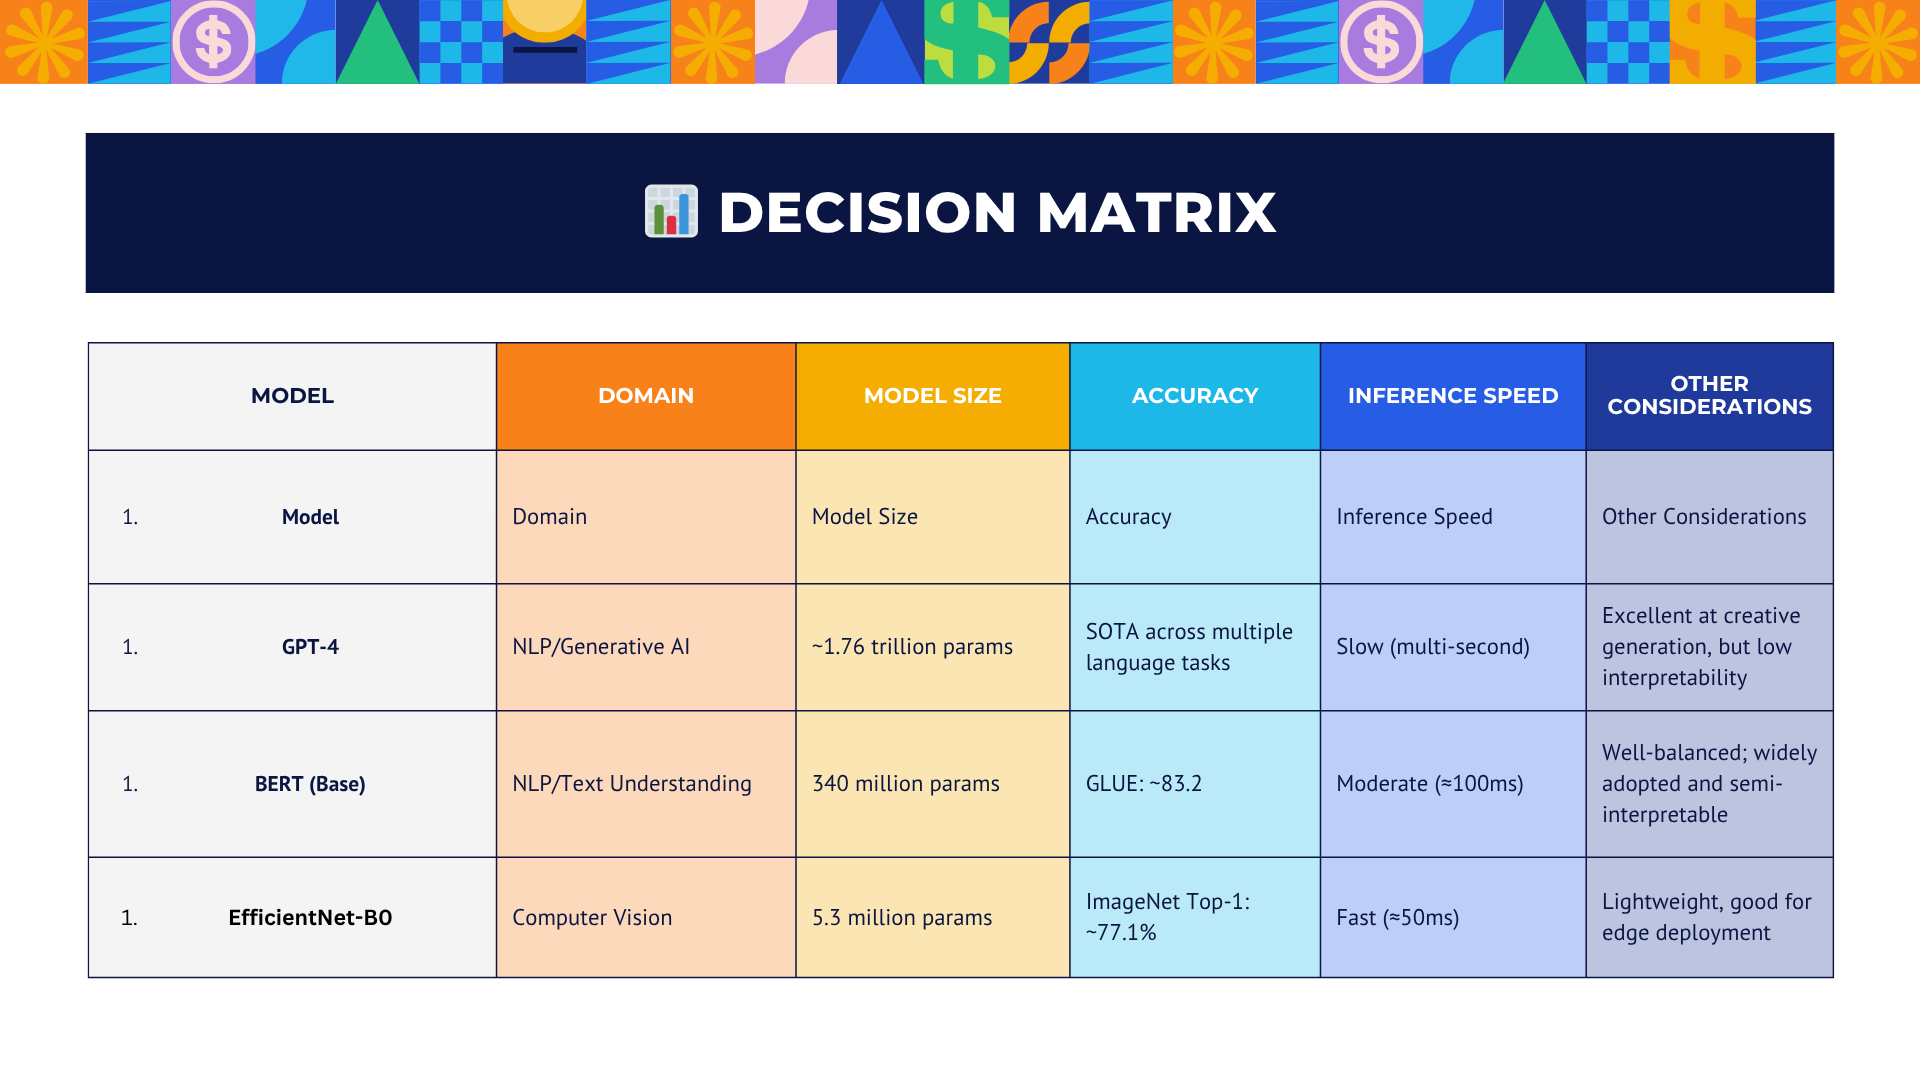 $ $ $ $
📊 DECISION MATRIX
MODEL
DOMAIN
MODEL SIZE
ACCURACY
INFERENCE SPEED
OTHER
CONSIDERATIONS
1. Model
Domain
Model Size
Accuracy
Inference Speed
Other Considerations
1. GPT-4
NLP/Generative AI
~1.76 trillion params
SOTA across multiple
language tasks
Slow (multi-second)
Excellent at creative
generation, but low
interpretability
1. BERT (Base)
NLP/Text Understanding
340 million params
GLUE: ~83.2
Moderate (≈100ms)
Well-balanced; widely
adopted and semi-
interpretable
1. EfficientNet-B0
Computer Vision
5.3 million params
ImageNet Top-1:
~77.1%
Fast (≈50ms)
Lightweight, good for
edge deployment